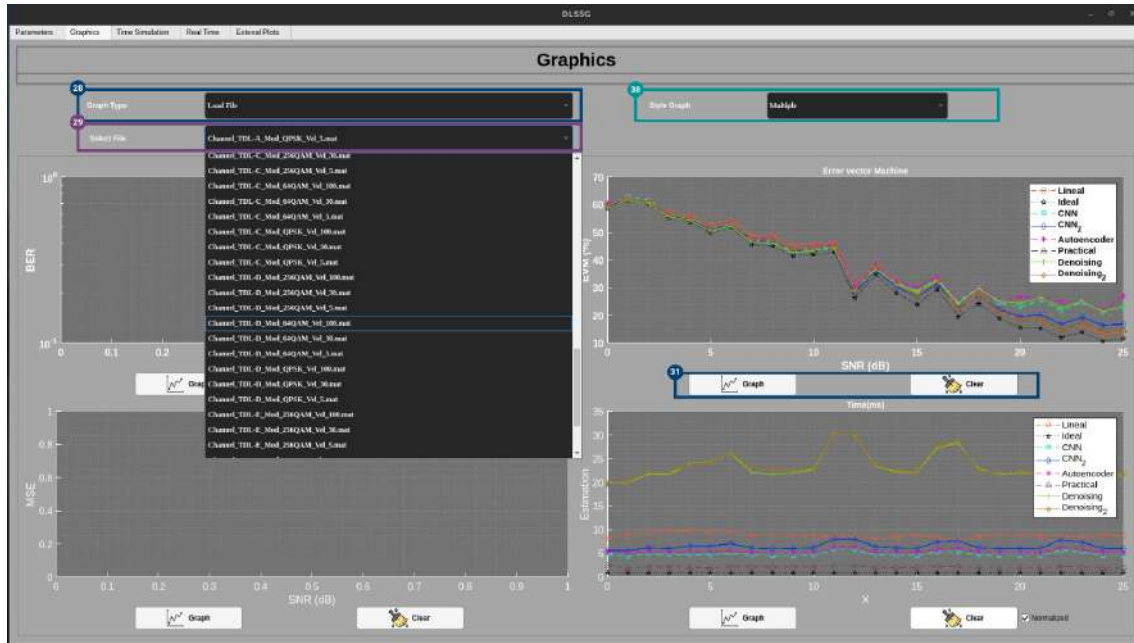 DLSSG
Parameters Graphics Time Simulation Real Time External Plots
Graphics
28
Graph Type Load File
30
Style Graph Multiple
29
Select File Channel_TDL-A_Mod_QPSK_Vel_5.mat
Channel_TDL-C_Mod_256QAM_Vel_30.mat
Channel_TDL-C_Mod_256QAM_Vel_5.mat
Channel_TDL-C_Mod_64QAM_Vel_100.mat
Channel_TDL-C_Mod_64QAM_Vel_30.mat
Channel_TDL-C_Mod_64QAM_Vel_5.mat
Channel_TDL-C_Mod_QPSK_Vel_100.mat
Channel_TDL-C_Mod_QPSK_Vel_30.mat
Channel_TDL-C_Mod_QPSK_Vel_5.mat
Channel_TDL-D_Mod_256QAM_Vel_100.mat
Channel_TDL-D_Mod_256QAM_Vel_30.mat
Channel_TDL-D_Mod_256QAM_Vel_5.mat
Channel_TDL-D_Mod_64QAM_Vel_100.mat
Channel_TDL-D_Mod_64QAM_Vel_30.mat
Channel_TDL-D_Mod_64QAM_Vel_5.mat
Channel_TDL-D_Mod_QPSK_Vel_100.mat
Channel_TDL-D_Mod_QPSK_Vel_30.mat
Channel_TDL-D_Mod_QPSK_Vel_5.mat
Channel_TDL-E_Mod_256QAM_Vel_100.mat
Channel_TDL-E_Mod_256QAM_Vel_30.mat
Channel_TDL-E_Mod_256QAM_Vel_5.mat
10⁰
BER
10⁻¹
0 0.1 0.2
Grap
Error vector Machine
70
60
50
40
30
20
10
EVM (%)
Lineal
Ideal
CNN
CNN₂
Autoencoder
Practical
Denoising
Denoising₂
0 5 10 15 20 25
SNR (dB)
31
Graph Clear
1
0.8
0.6
0.4
0.2
0
MSE
0 0.1 0.2 0.3 0.4 0.5 0.6 0.7 0.8 0.9 1
SNR (dB)
Graph Clear
Time(ms)
35
30
25
20
15
10
5
0
Estimation
Lineal
Ideal
CNN
CNN₂
Autoencoder
Practical
Denoising
Denoising₂
0 5 10 15 20 25
X
Graph Clear Normalized